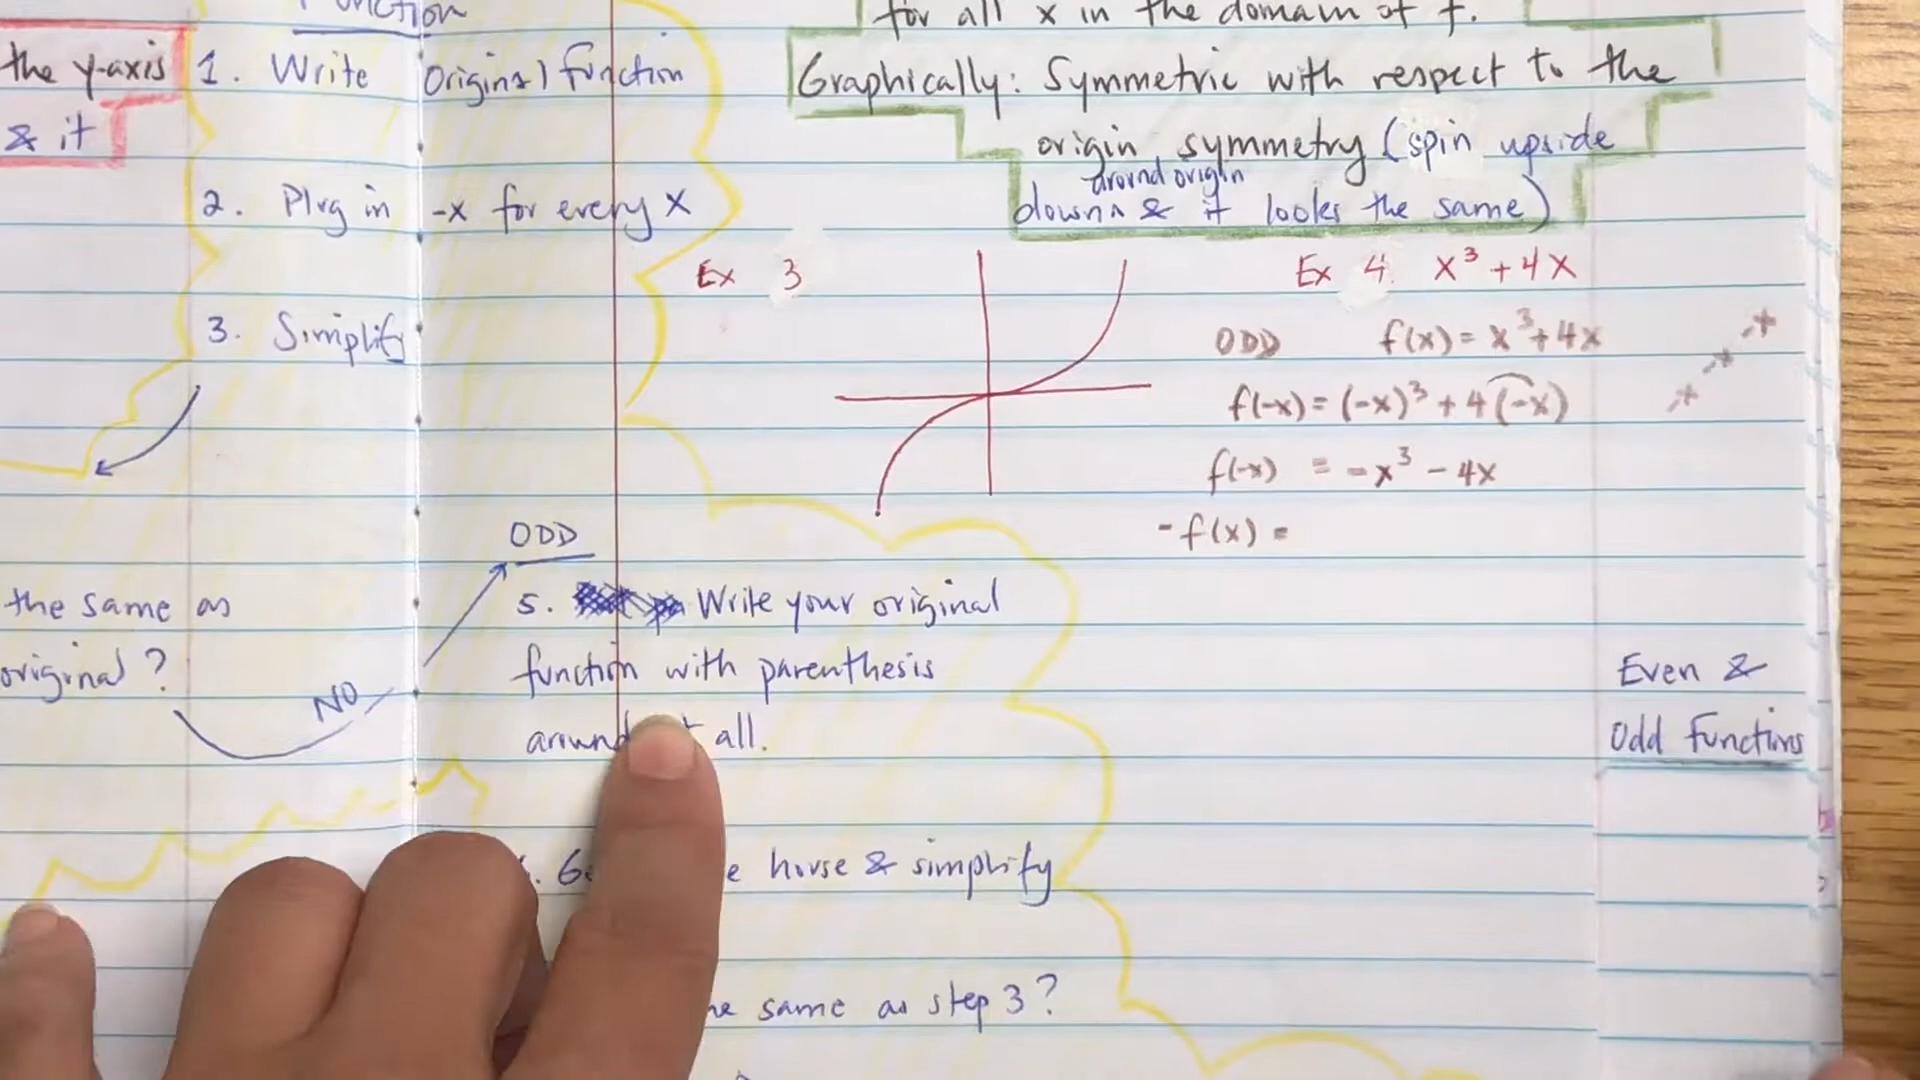 Function
the y-axis
& it
1. Write Original function
2. Plug in -x for every x
3. Simplify
for all x in the domain of f.
Graphically: Symmetric with respect to the
origin symmetry (spin upside
around origin
down ^ & it looks the same)
Ex 3
Ex 4. x³ + 4x
ODD f(x) = x³ + 4x
f(-x) = (-x)³ + 4(-x)
f(-x) = -x³ - 4x
-f(x) =
the same as
original?
NO
ODD
5. Write your original
function with parenthesis
around all.
horse & simplify
same as step 3?
Even &
Odd Functions